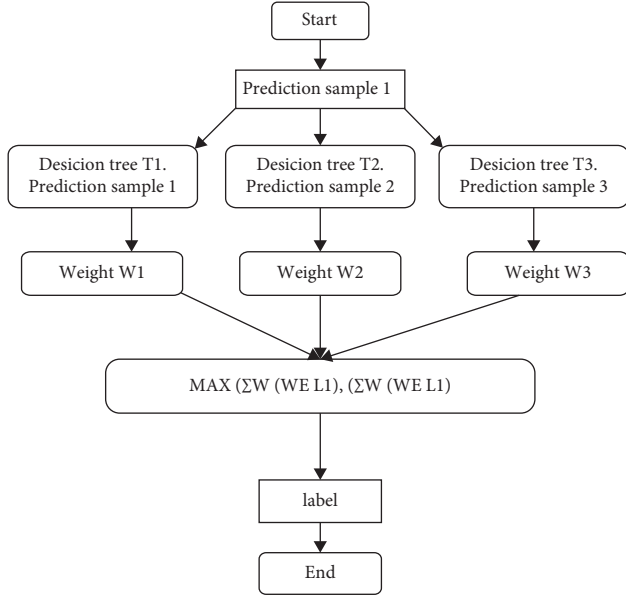 Start
Prediction sample 1
Desicion tree T1.
Prediction sample 1
Desicion tree T2.
Prediction sample 2
Desicion tree T3.
Prediction sample 3
Weight W1
Weight W2
Weight W3
MAX (ΣW (WE L1), (ΣW (WE L1)
label
End